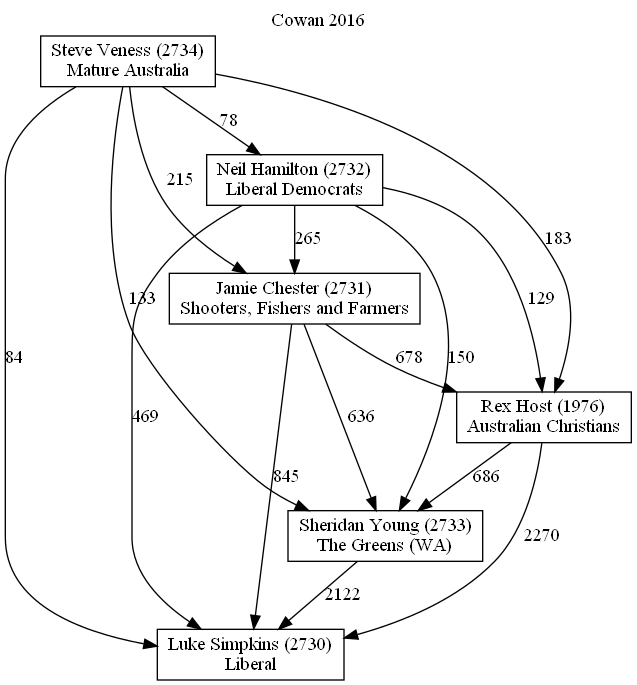 Cowan 2016
Steve Veness (2734)
Mature Australia
78
Neil Hamilton (2732)
Liberal Democrats
215
183
265
133
129
Jamie Chester (2731)
Shooters, Fishers and Farmers
84
678
150
Rex Host (1976)
Australian Christians
469
636
845
686
Sheridan Young (2733)
The Greens (WA)
2270
2122
Luke Simpkins (2730)
Liberal